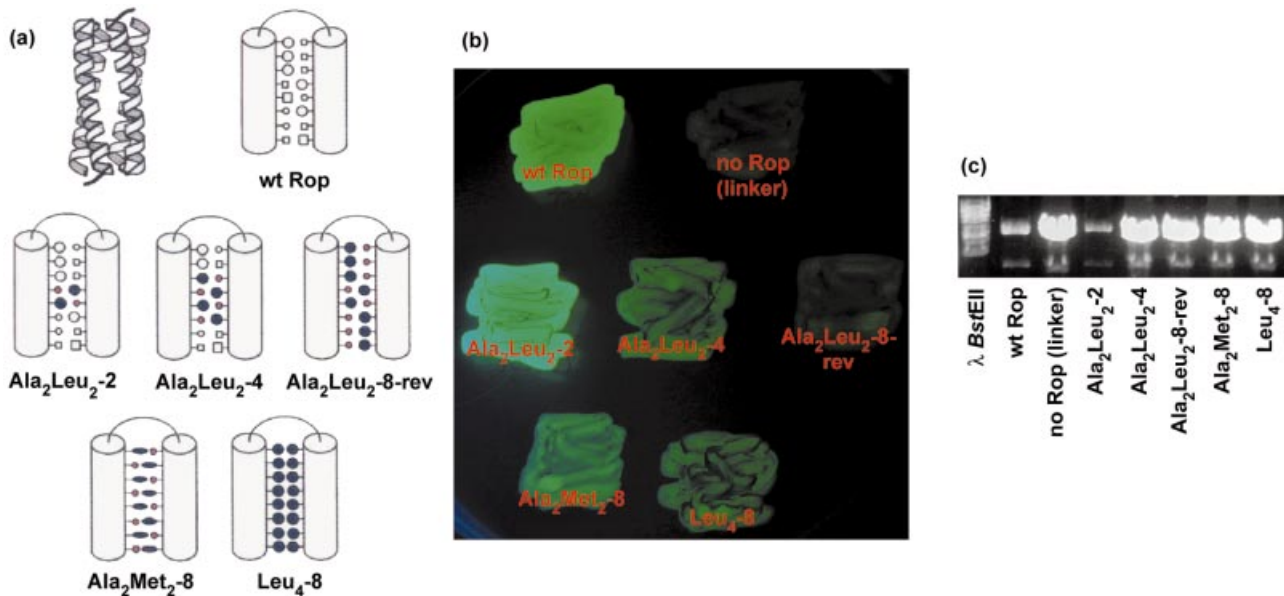 (a)
wt Rop
Ala2Leu2-2
Ala2Leu2-4
Ala2Leu2-8-rev
Ala2Met2-8
Leu4-8
(b)
wt Rop
no Rop
(linker)
Ala2Leu2-2
Ala2Leu2-4
Ala2Leu2-8-
rev
Ala2Met2-8
Leu4-8
(c)
λ BstEII
wt Rop
no Rop (linker)
Ala2Leu2-2
Ala2Leu2-4
Ala2Leu2-8-rev
Ala2Met2-8
Leu4-8